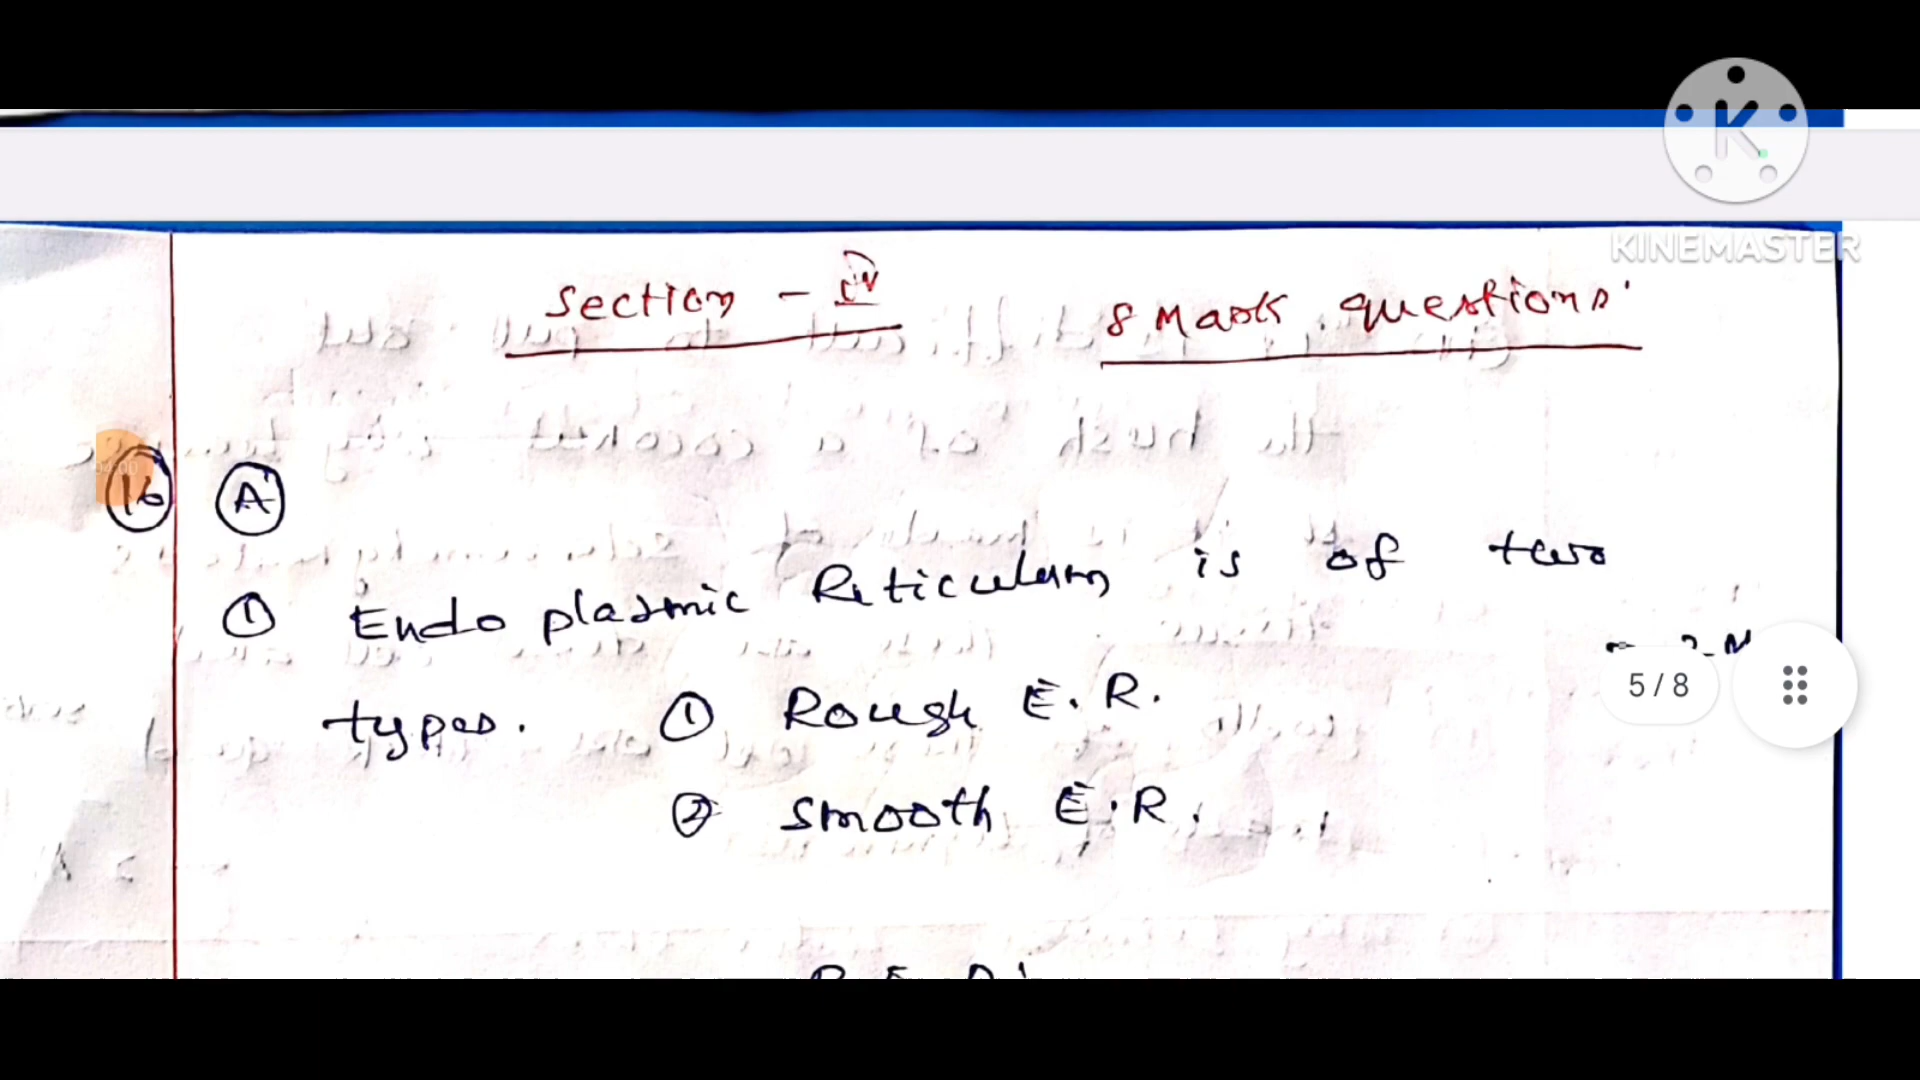 KINEMASTER
Section - IV
8 Mark questions.
16 A
① Endoplasmic Reticulum is of two
types. ① Rough E.R.
5/8
② Smooth E.R.